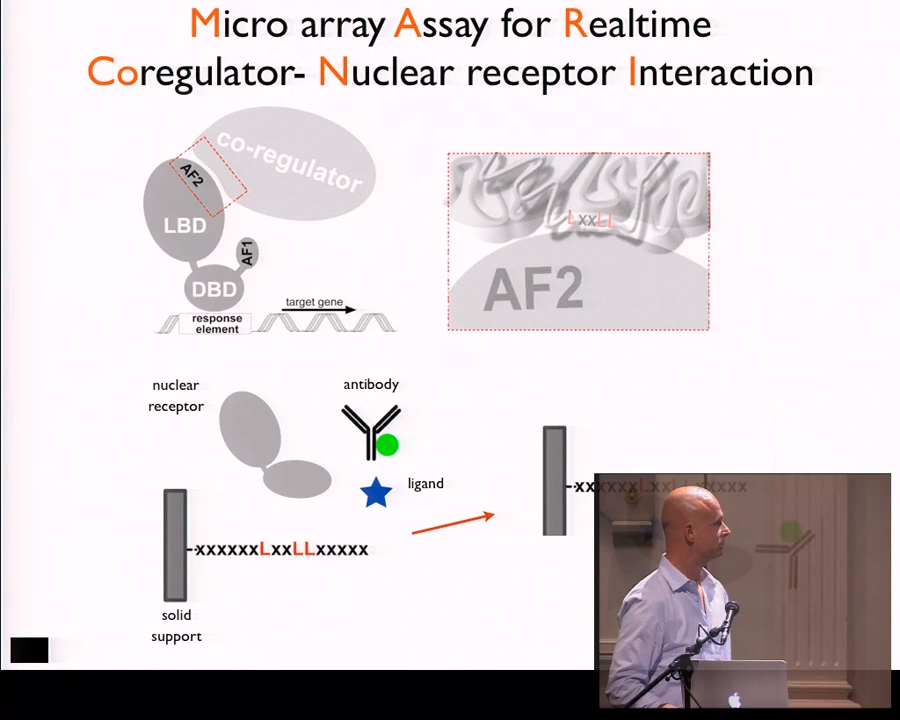 Micro array Assay for Realtime
Coregulator- Nuclear receptor Interaction
co-regulator
AF2
LBD
AF1
DBD
target gene
response
element
LxxLL
AF2
nuclear
receptor
antibody
ligand
-xxxxxxLxxLLxxxxx
solid
support
-xxxxxxLxxLLxxxxx